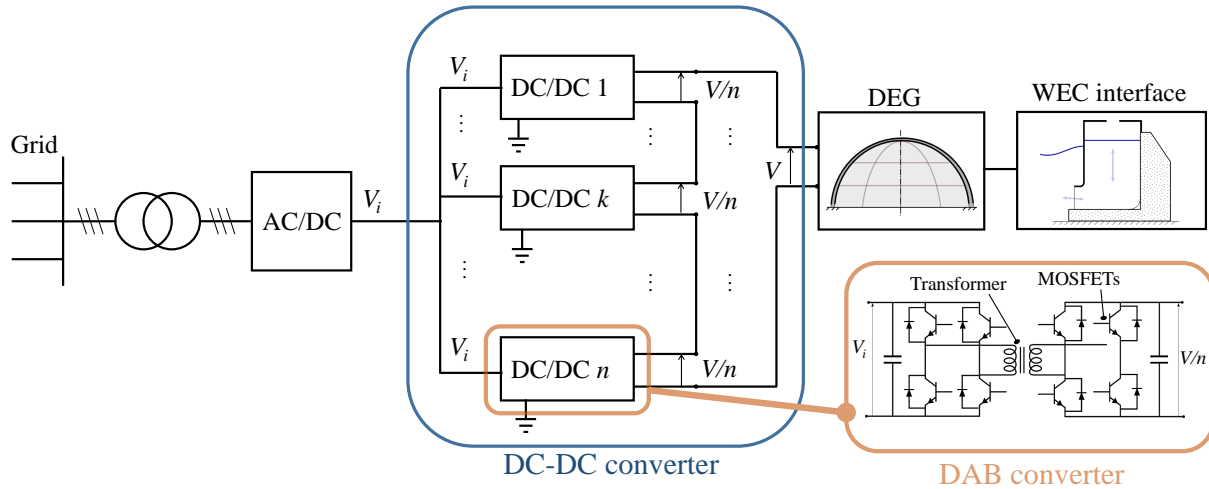 Grid
AC/DC
V_i
V_i
DC/DC 1
V/n
⋮
⋮
⋮
V_i
DC/DC k
V/n
⋮
⋮
⋮
V_i
DC/DC n
V/n
DC-DC converter
V
DEG
WEC interface
Transformer
MOSFETs
V_i
V/n
DAB converter